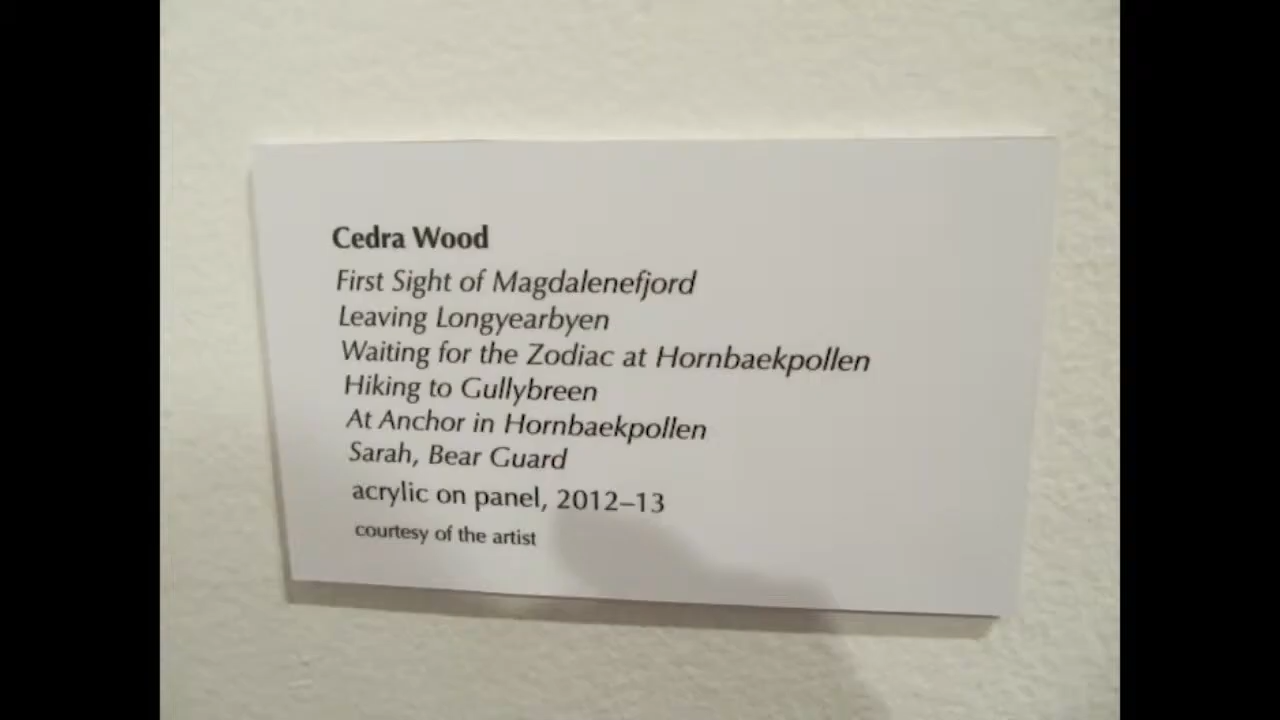 Cedra Wood
First Sight of Magdalenefjord
Leaving Longyearbyen
Waiting for the Zodiac at Hornbaekpollen
Hiking to Gullybreen
At Anchor in Hornbaekpollen
Sarah, Bear Guard
acrylic on panel, 2012–13
courtesy of the artist